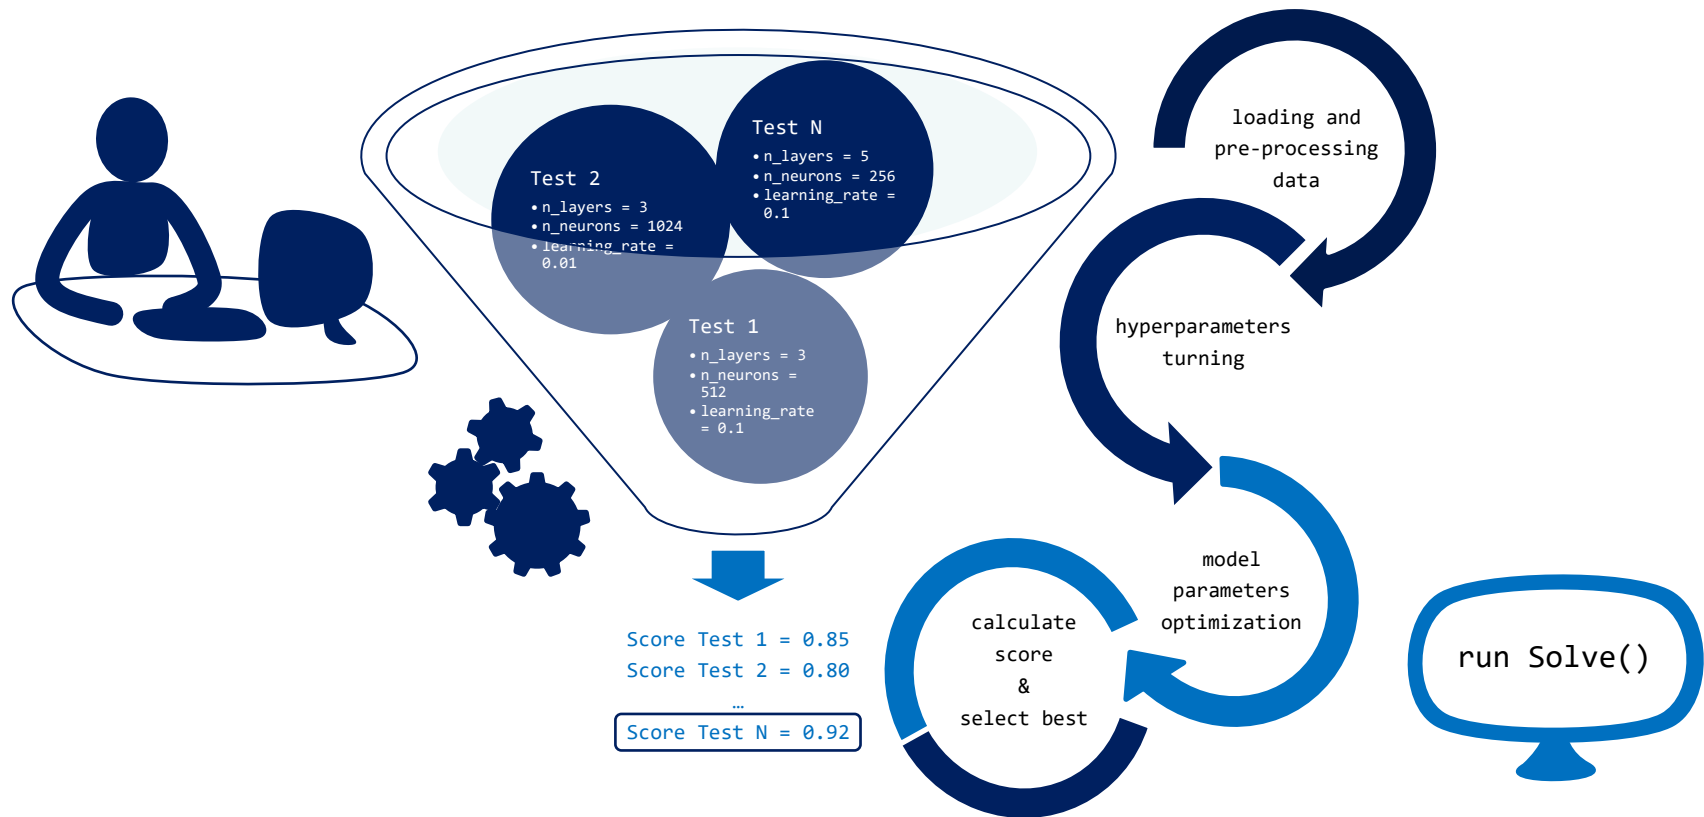 Test N
• n_layers = 5
• n_neurons = 256
• learning_rate =
0.1
Test 2
• n_layers = 3
• n_neurons = 1024
• learning_rate =
0.01
Test 1
• n_layers = 3
• n_neurons =
512
• learning_rate
= 0.1
Score Test 1 = 0.85
Score Test 2 = 0.80
…
Score Test N = 0.92
loading and
pre-processing
data
hyperparameters
turning
model
parameters
optimization
calculate
score
&
select best
run Solve()